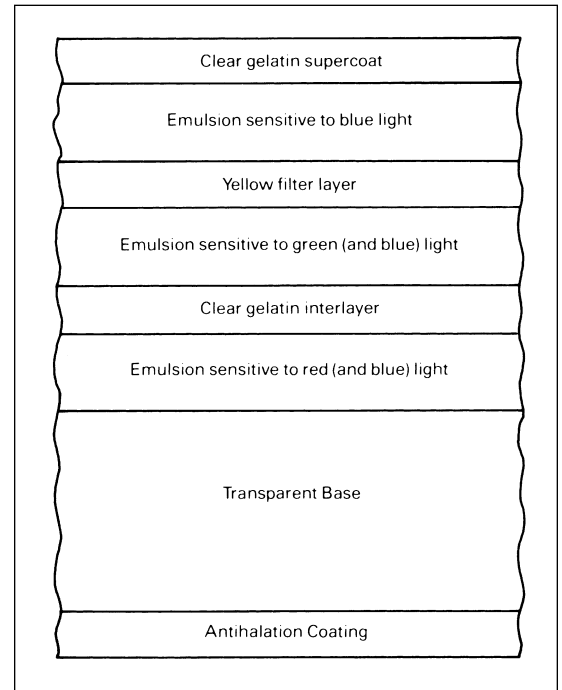 Clear gelatin supercoat
Emulsion sensitive to blue light
Yellow filter layer
Emulsion sensitive to green (and blue) light
Clear gelatin interlayer
Emulsion sensitive to red (and blue) light
Transparent Base
Antihalation Coating